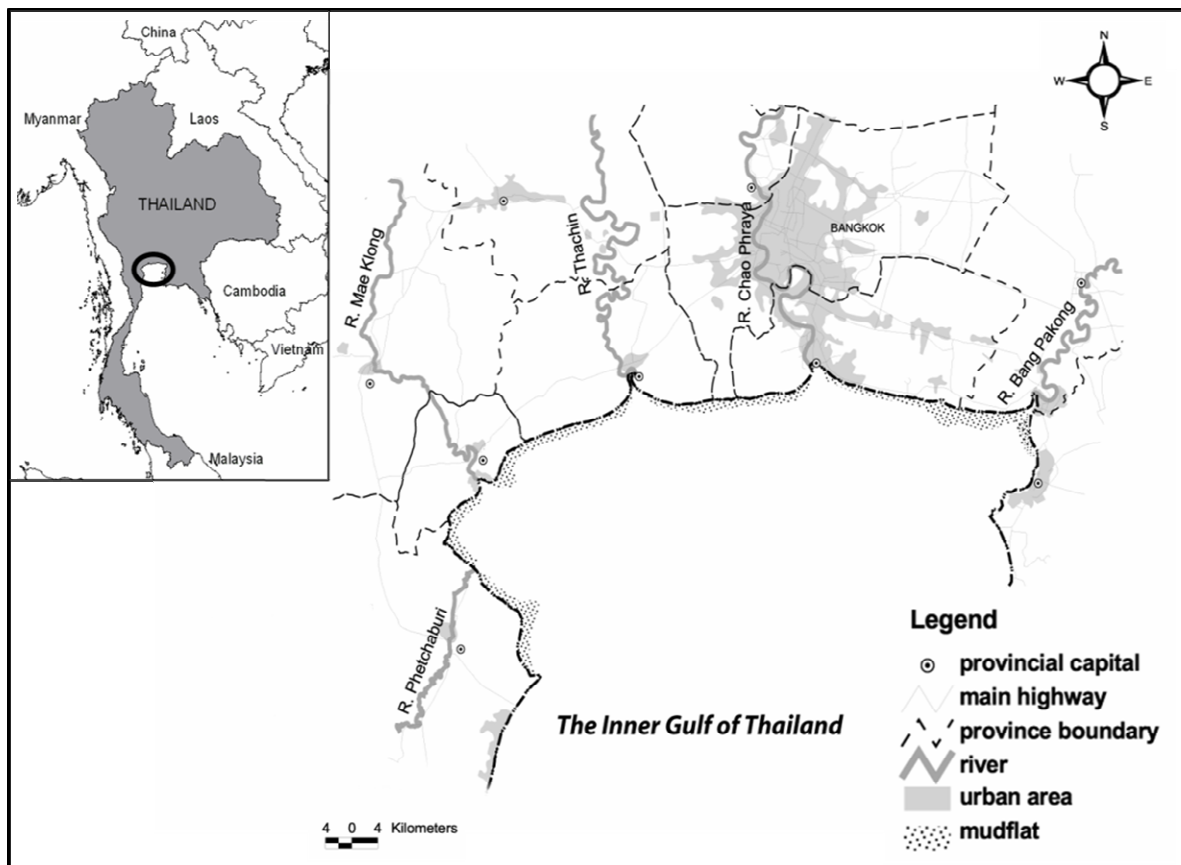 China
Myanmar
Laos
THAILAND
Cambodia
Vietnam
Malaysia
N
W
E
S
R. Mae Klong
R. Thachin
R. Chao Phraya
BANGKOK
R. Bang Pakong
R. Phetchaburi
The Inner Gulf of Thailand
Legend
provincial capital
main highway
province boundary
river
urban area
mudflat
4 0 4 Kilometers